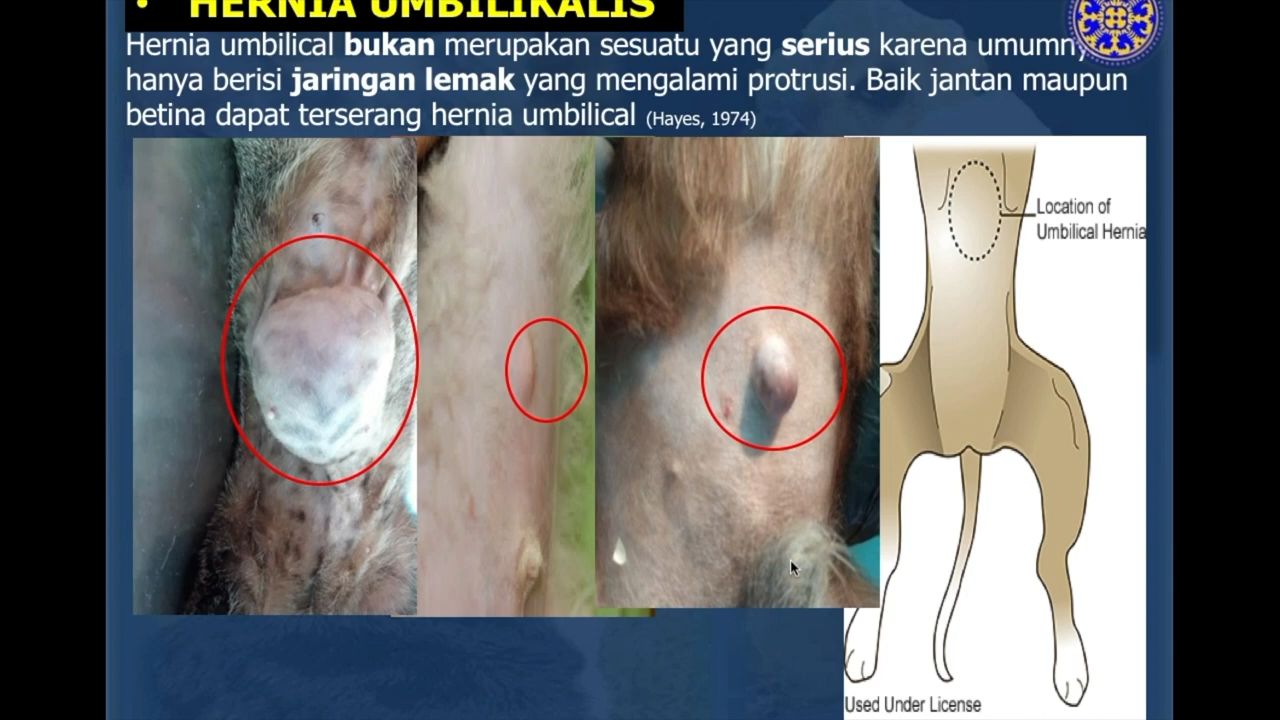 • HERNIA UMBILIKALIS
Hernia umbilical bukan merupakan sesuatu yang serius karena
hanya berisi jaringan lemak yang mengalami protrusi. Baik jantan maupun
betina dapat terserang hernia umbilical (Hayes, 1974)
Location of
Umbilical Hernia
Used Under License